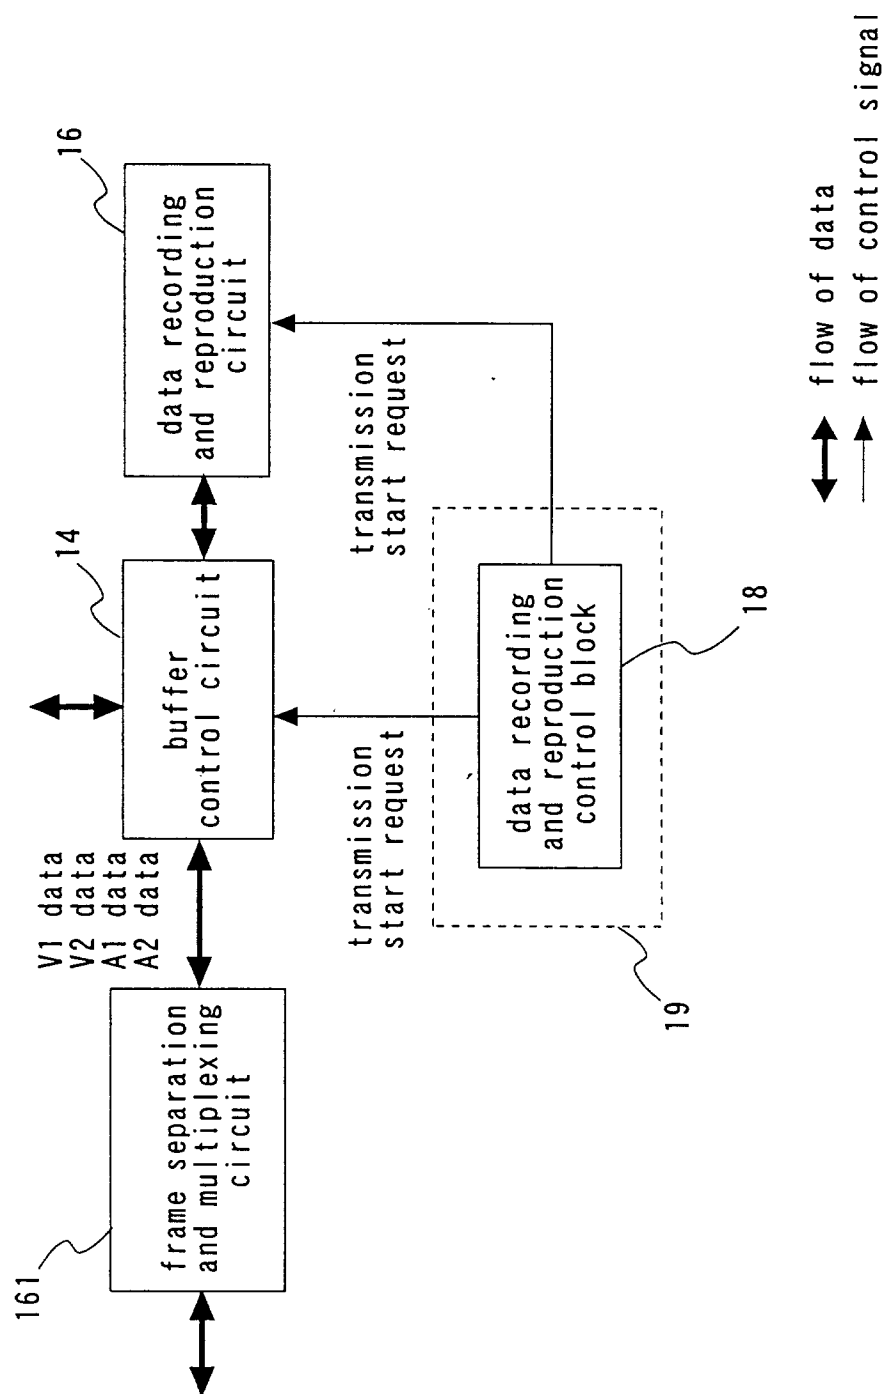 161
frame separation
and multiplexing
circuit
V1 data
V2 data
A1 data
A2 data
14
buffer
control circuit
16
data recording
and reproduction
circuit
transmission
start request
transmission
start request
data recording
and reproduction
control block
18
19
flow of data
flow of control signal